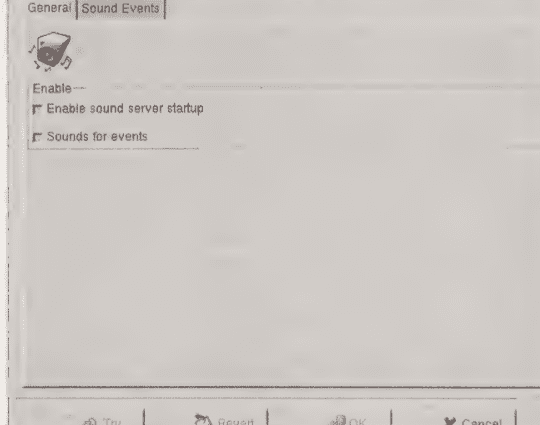 General Sound Events
Enable
Enable sound server startup
Sounds for events
Try Revert OK Cancel